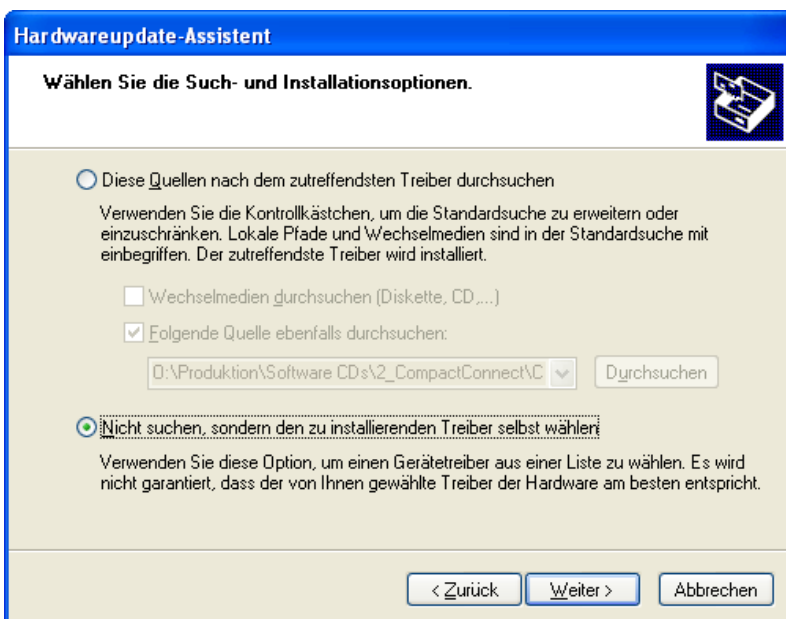 Hardwareupdate-Assistent
Wählen Sie die Such- und Installationsoptionen.
Diese Quellen nach dem zutreffendsten Treiber durchsuchen
Verwenden Sie die Kontrollkästchen, um die Standardsuche zu erweitern oder
einzuschränken. Lokale Pfade und Wechselmedien sind in der Standardsuche mit
einbegriffen. Der zutreffendste Treiber wird installiert.
Wechselmedien durchsuchen (Diskette, CD,...)
Folgende Quelle ebenfalls durchsuchen:
O:\Produktion\Software CDs\2_CompactConnect\C
Durchsuchen
Nicht suchen, sondern den zu installierenden Treiber selbst wählen
Verwenden Sie diese Option, um einen Gerätetreiber aus einer Liste zu wählen. Es wird
nicht garantiert, dass der von Ihnen gewählte Treiber der Hardware am besten entspricht.
< Zurück Weiter > Abbrechen